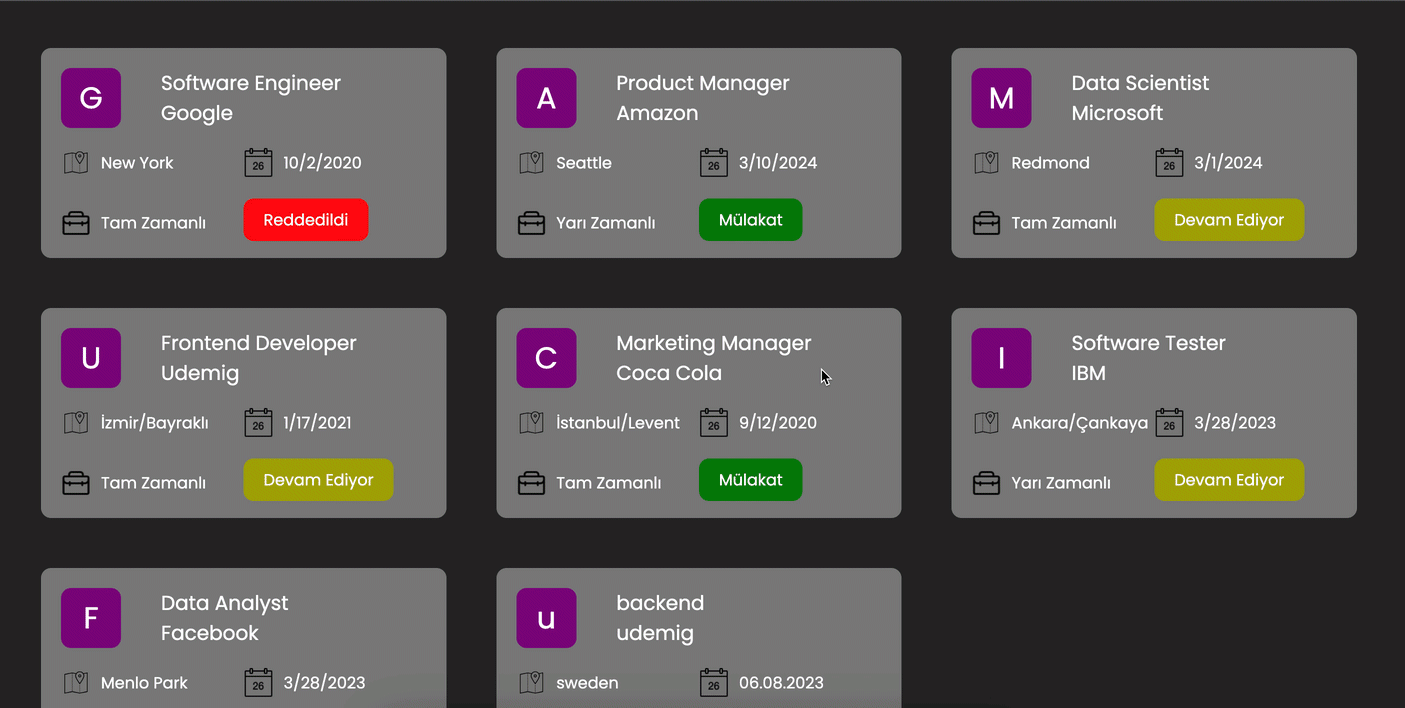 G
Software Engineer
Google
New York
26
10/2/2020
Tam Zamanlı
Reddedildi
A
Product Manager
Amazon
Seattle
26
3/10/2024
Yarı Zamanlı
Mülakat
M
Data Scientist
Microsoft
Redmond
26
3/1/2024
Tam Zamanlı
Devam Ediyor
U
Frontend Developer
Udemig
İzmir/Bayraklı
26
1/17/2021
Tam Zamanlı
Devam Ediyor
C
Marketing Manager
Coca Cola
İstanbul/Levent
26
9/12/2020
Tam Zamanlı
Mülakat
I
Software Tester
IBM
Ankara/Çankaya
26
3/28/2023
Yarı Zamanlı
Devam Ediyor
F
Data Analyst
Facebook
Menlo Park
26
3/28/2023
u
backend
udemig
sweden
26
06.08.2023